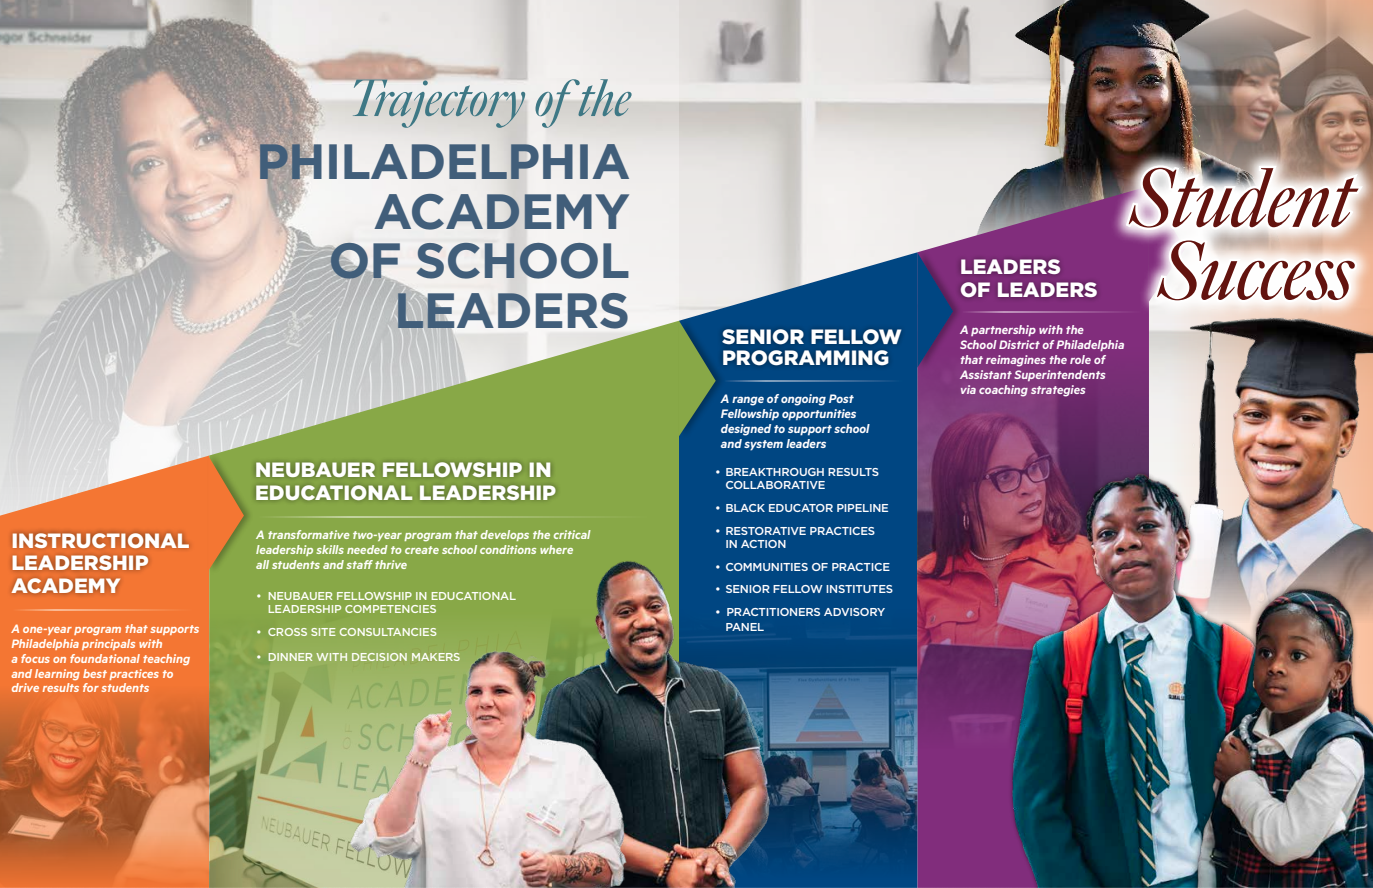 egor Schneider
Trajectory of the
PHILADELPHIA
ACADEMY
OF SCHOOL
LEADERS
Student
Success
INSTRUCTIONAL
LEADERSHIP
ACADEMY
A one-year program that supports
Philadelphia principals with
a focus on foundational teaching
and learning best practices to
drive results for students
NEUBAUER FELLOWSHIP IN
EDUCATIONAL LEADERSHIP
A transformative two-year program that develops the critical
leadership skills needed to create school conditions where
all students and staff thrive
• NEUBAUER FELLOWSHIP IN EDUCATIONAL
LEADERSHIP COMPETENCIES
• CROSS SITE CONSULTANCIES
• DINNER WITH DECISION MAKERS
ACADE
SCHO
LEA
NEUBAUER FELLOW
SENIOR FELLOW
PROGRAMMING
A range of ongoing Post
Fellowship opportunities
designed to support school
and system leaders
• BREAKTHROUGH RESULTS
COLLABORATIVE
• BLACK EDUCATOR PIPELINE
• RESTORATIVE PRACTICES
IN ACTION
• COMMUNITIES OF PRACTICE
• SENIOR FELLOW INSTITUTES
• PRACTITIONERS ADVISORY
PANEL
LEADERS
OF LEADERS
A partnership with the
School District of Philadelphia
that reimagines the role of
Assistant Superintendents
via coaching strategies